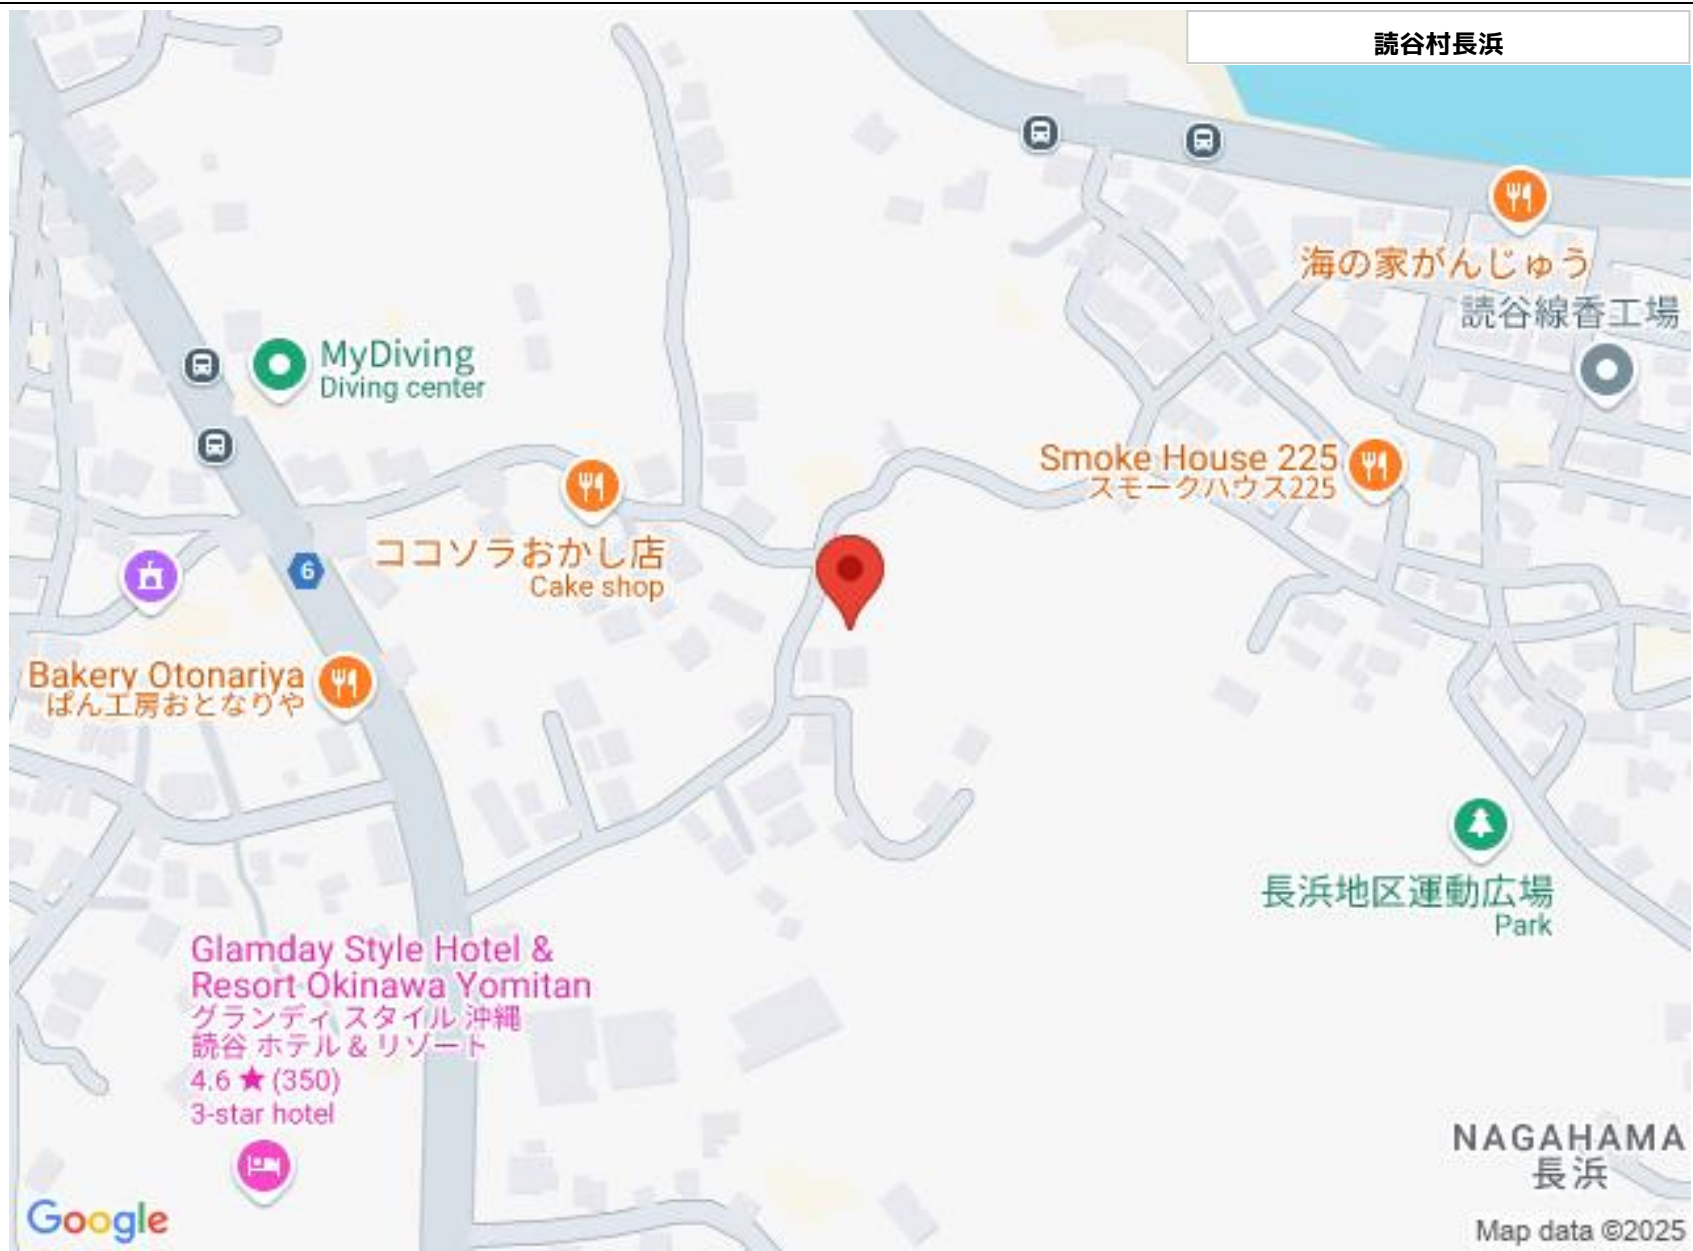 読谷村長浜
海の家がんじゅう
読谷線香工場
MyDiving
Diving center
Smoke House 225
スモークハウス225
ココソラおかし店
Cake shop
6
Bakery Otonariya
ぱん工房おとなりや
長浜地区運動広場
Park
Glamday Style Hotel &
Resort Okinawa Yomitan
グランディ スタイル 沖縄
読谷 ホテル & リゾート
4.6 ★ (350)
3-star hotel
NAGAHAMA
長浜
Google
Map data ©2025